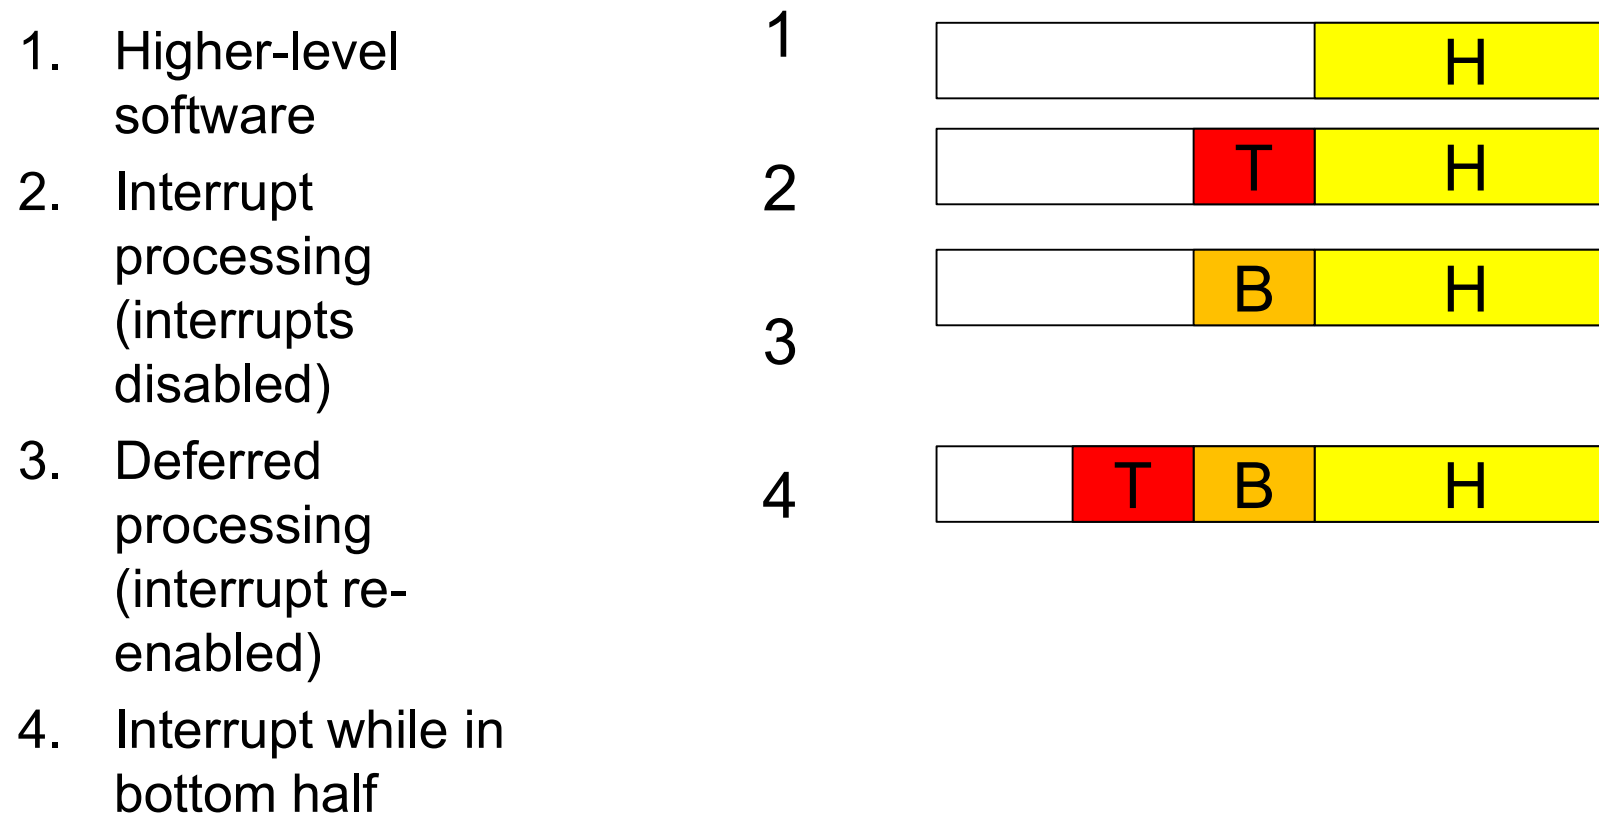 1. Higher-level
software
2. Interrupt
processing
(interrupts
disabled)
3. Deferred
processing
(interrupt re-
enabled)
4. Interrupt while in
bottom half
1
H
2
T H
3
B H
4
T B H